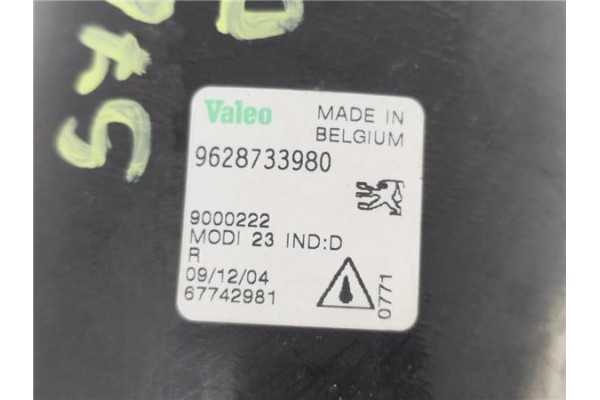 Valeo
MADE IN
BELGIUM
9628733980
9000222
MODI 23 IND:D
R
09/12/04
67742981
0771